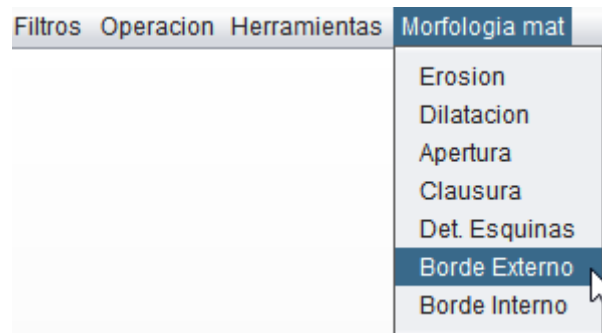 Filtros Operacion Herramientas Morfologia mat
Erosion
Dilatacion
Apertura
Clausura
Det. Esquinas
Borde Externo
Borde Interno